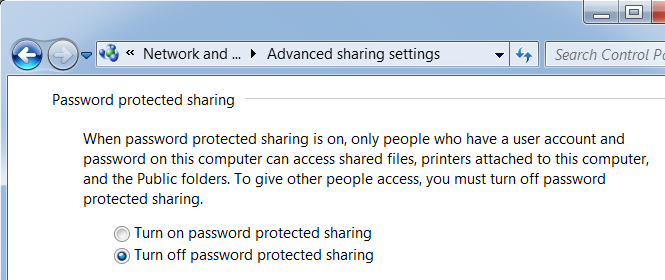 « Network and ... Advanced sharing settings Search Control Pa
Password protected sharing
When password protected sharing is on, only people who have a user account and
password on this computer can access shared files, printers attached to this computer,
and the Public folders. To give other people access, you must turn off password
protected sharing.
Turn on password protected sharing
Turn off password protected sharing